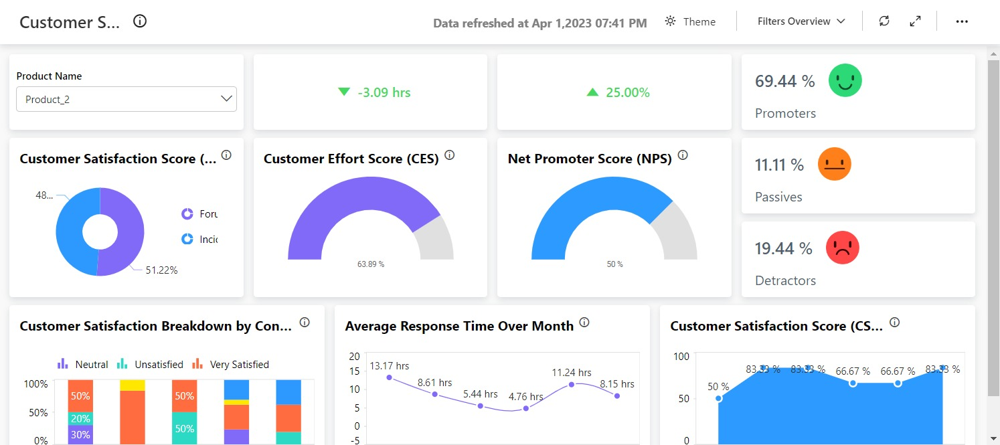 Customer S...
Data refreshed at Apr 1,2023 07:41 PM
Theme
Filters Overview
Product Name
Product_2
-3.09 hrs
25.00%
69.44 %
Promoters
Customer Satisfaction Score (...
48...
Foru
Incid
51.22%
Customer Effort Score (CES)
63.89 %
Net Promoter Score (NPS)
50 %
11.11 %
Passives
19.44 %
Detractors
Customer Satisfaction Breakdown by Con...
Neutral Unsatisfied Very Satisfied
100%
50%
0%
50%
20%
30%
50%
50%
Average Response Time Over Month
20
15
10
5
0
-5
13.17 hrs
8.61 hrs
5.44 hrs
4.76 hrs
11.24 hrs
8.15 hrs
Customer Satisfaction Score (CS...
100
50
0
50 %
83.33 %
83.33 %
66.67 %
66.67 %
83.33 %